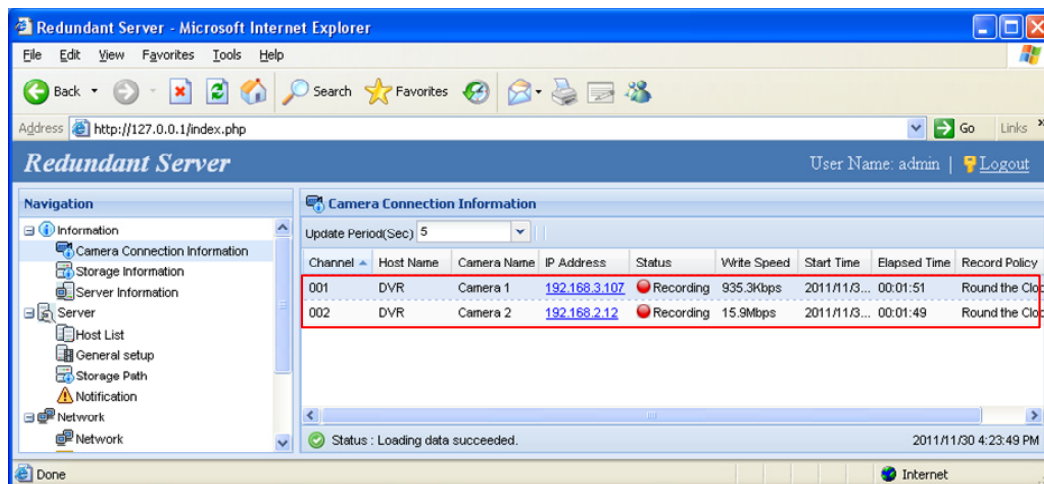 Redundant Server - Microsoft Internet Explorer
File Edit View Favorites Tools Help
Back Search Favorites
Address http://127.0.0.1/index.php Go Links »
Redundant Server User Name: admin | Logout
Navigation
Information
Camera Connection Information
Storage Information
Server Information
Server
Host List
General setup
Storage Path
Notification
Network
Network
Camera Connection Information
Update Period(Sec) 5
Channel Host Name Camera Name IP Address Status Write Speed Start Time Elapsed Time Record Policy
001 DVR Camera 1 192.168.3.107 Recording 935.3Kbps 2011/11/3... 00:01:51 Round the Cloc
002 DVR Camera 2 192.168.2.12 Recording 15.9Mbps 2011/11/3... 00:01:49 Round the Cloc
Status : Loading data succeeded. 2011/11/30 4:23:49 PM
Done Internet